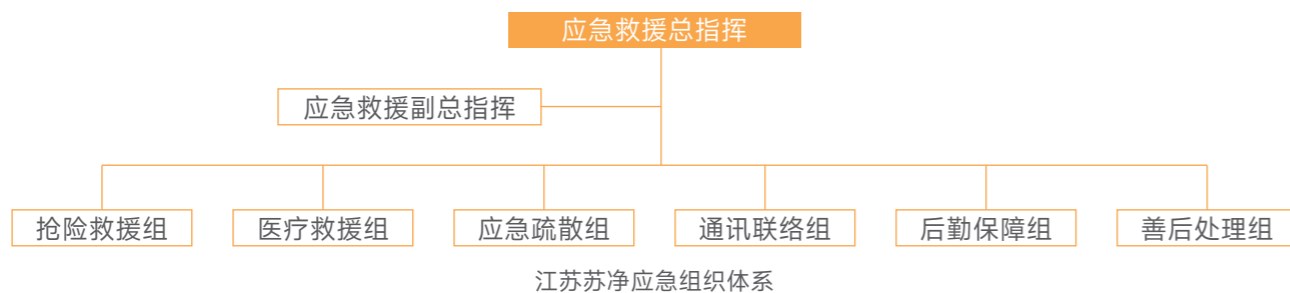 应急救援总指挥
应急救援副总指挥
抢险救援组
医疗救援组
应急疏散组
通讯联络组
后勤保障组
善后处理组
江苏苏净应急组织体系